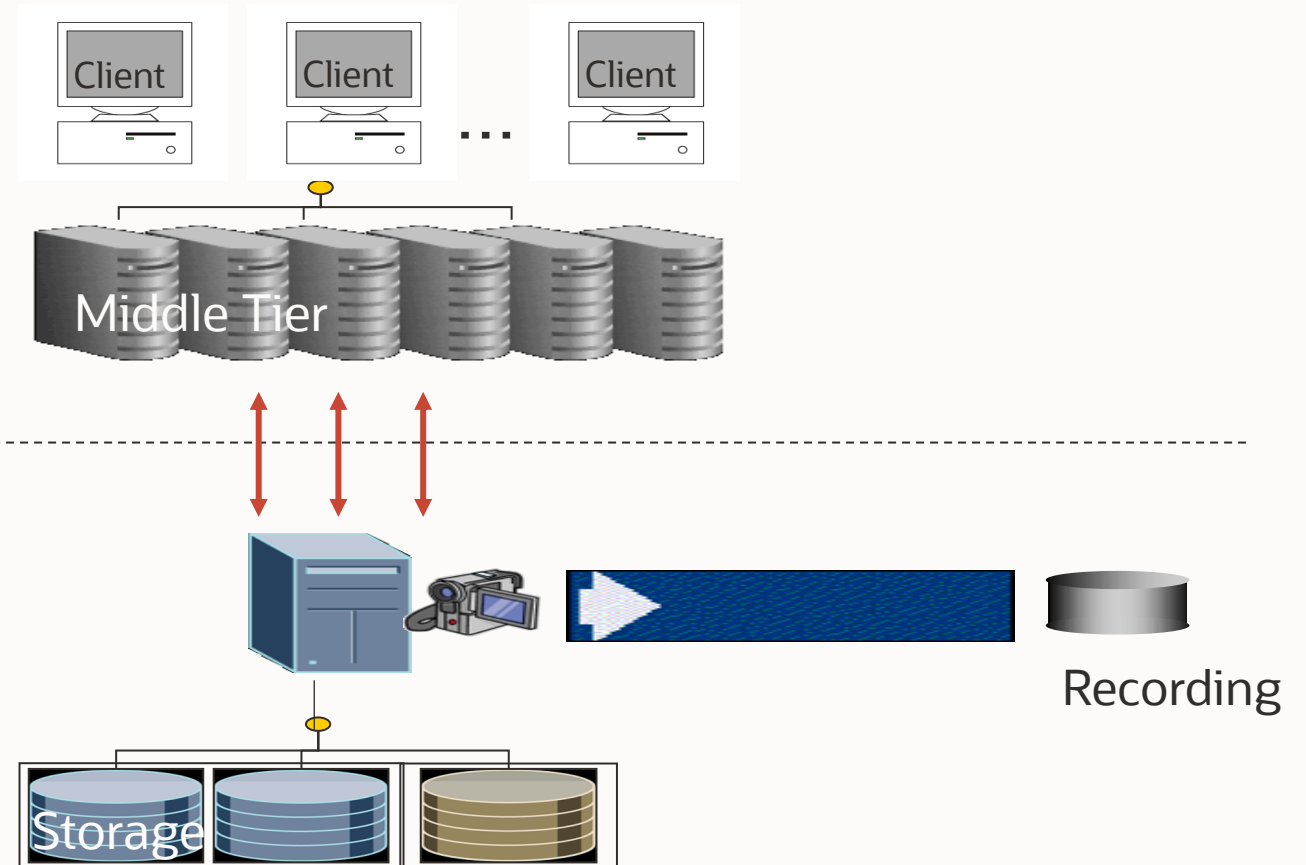 Client
Client
Client
...
Middle Tier
Recording
Storage